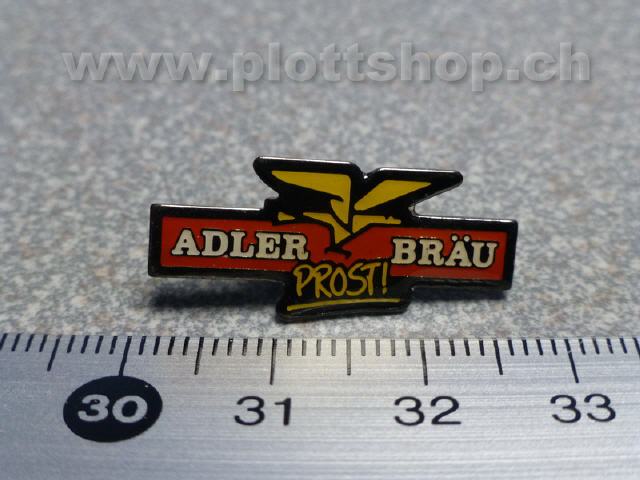 www.plottshop.ch
ADLER BRÄU
PROST!
30 31 32 33